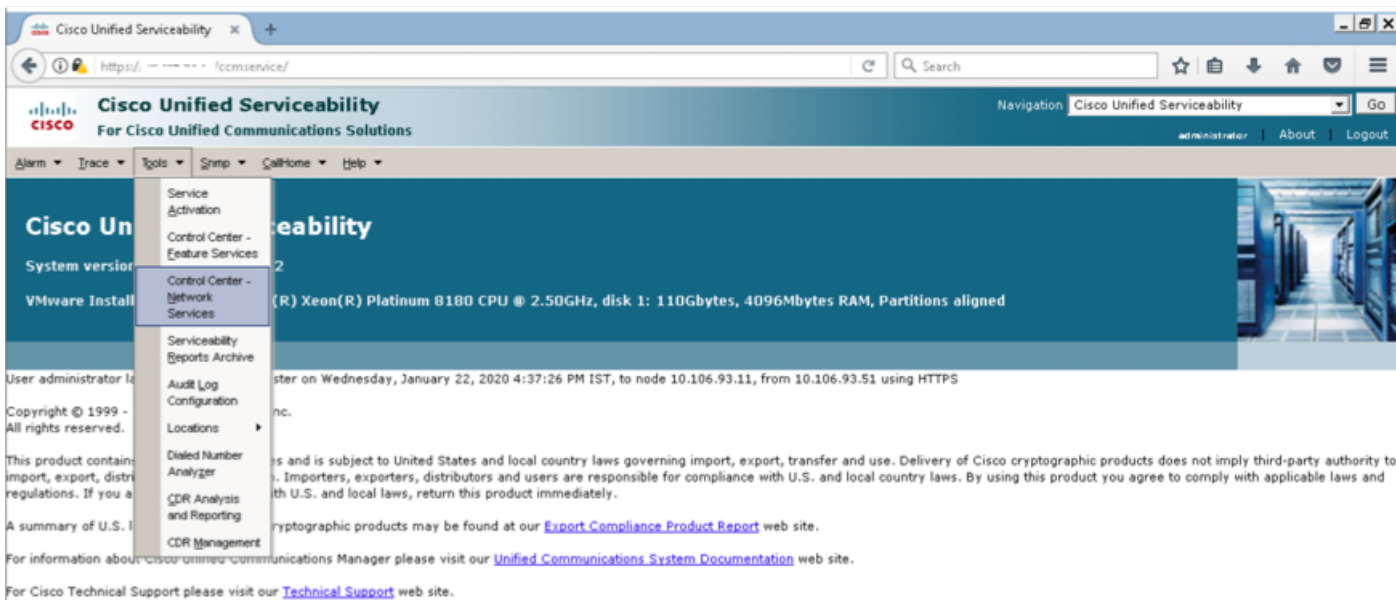 Cisco Unified Serviceability
https:/ /ccmservice/
Search
CISCO
Cisco Unified Serviceability
For Cisco Unified Communications Solutions
Navigation Cisco Unified Serviceability Go
administrator | About | Logout
Alarm Trace Tools Snmp CallHome Help
Service
Activation
Control Center -
Feature Services
Control Center -
Network
Services
Serviceability
Reports Archive
Audit Log
Configuration
Locations
Dialed Number
Analyzer
CDR Analysis
and Reporting
CDR Management
Cisco Un eability
System version 2
VMware Install (R) Xeon(R) Platinum 8180 CPU @ 2.50GHz, disk 1: 110Gbytes, 4096Mbytes RAM, Partitions aligned
User administrator la ster on Wednesday, January 22, 2020 4:37:26 PM IST, to node 10.106.93.11, from 10.106.93.51 using HTTPS
Copyright © 1999 - nc.
All rights reserved.
This product contain es and is subject to United States and local country laws governing import, export, transfer and use. Delivery of Cisco cryptographic products does not imply third-party authority to
import, export, distri . Importers, exporters, distributors and users are responsible for compliance with U.S. and local country laws. By using this product you agree to comply with applicable laws and
regulations. If you a th U.S. and local laws, return this product immediately.
A summary of U.S. l ryptographic products may be found at our Export Compliance Product Report web site.
For information about Cisco Unified Communications Manager please visit our Unified Communications System Documentation web site.
For Cisco Technical Support please visit our Technical Support web site.